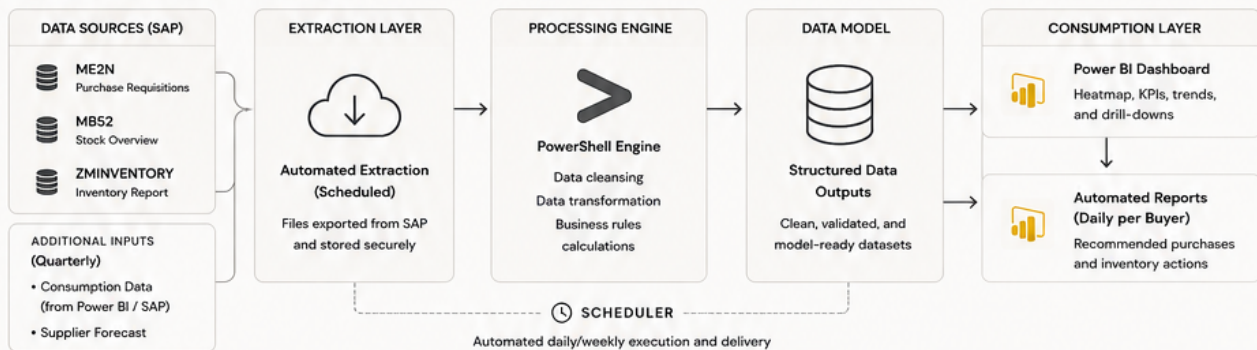 DATA SOURCES (SAP)
ME2N
Purchase Requisitions
MB52
Stock Overview
ZMINVENTORY
Inventory Report
ADDITIONAL INPUTS
(Quarterly)
• Consumption Data
(from Power BI / SAP)
• Supplier Forecast
EXTRACTION LAYER
Automated Extraction
(Scheduled)
Files exported from SAP
and stored securely
PROCESSING ENGINE
PowerShell Engine
Data cleansing
Data transformation
Business rules
calculations
DATA MODEL
Structured Data
Outputs
Clean, validated, and
model-ready datasets
CONSUMPTION LAYER
Power BI Dashboard
Heatmap, KPIs, trends,
and drill-downs
Automated Reports
(Daily per Buyer)
Recommended purchases
and inventory actions
SCHEDULER
Automated daily/weekly execution and delivery